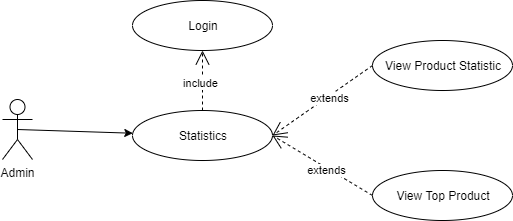 Login
View Product Statistic
include
extends
Statistics
Admin
extends
View Top Product